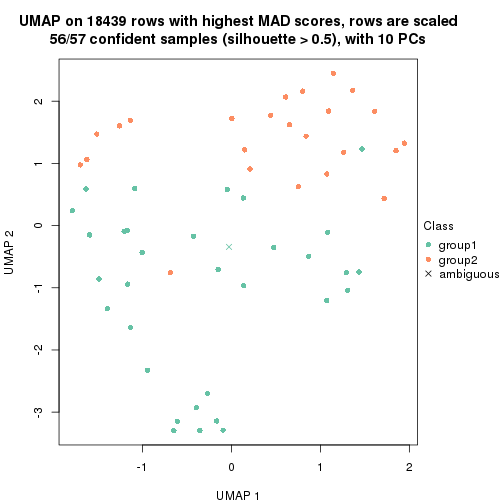 UMAP on 18439 rows with highest MAD scores, rows are scaled
56/57 confident samples (silhouette > 0.5), with 10 PCs
2
1
0
-1
-2
-3
UMAP 2
-1
0
1
2
UMAP 1
Class
group1
group2
ambiguous